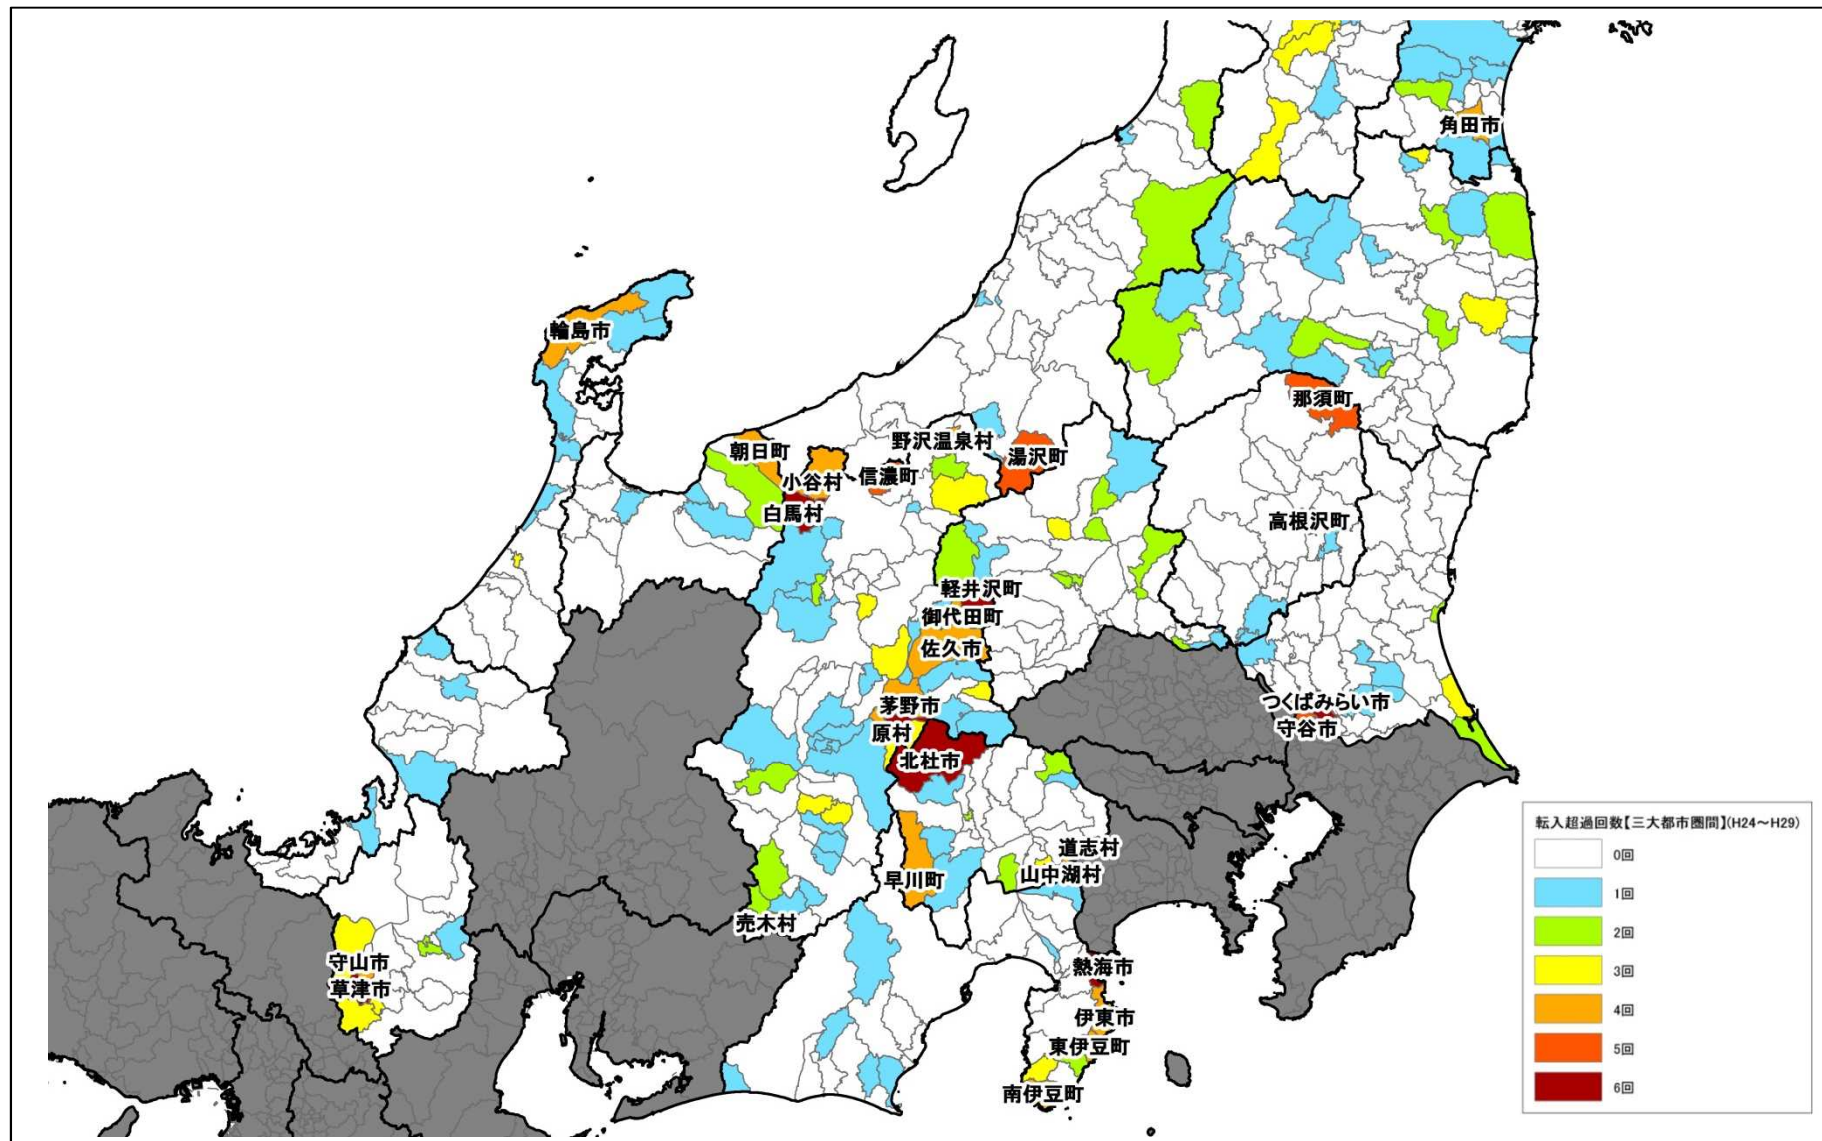 角田市
輪島市
那須町
野沢温泉村
朝日町
湯沢町
小谷村
信濃町
白馬村
高根沢町
軽井沢町
御代田町
佐久市
つくばみらい市
茅野市
守谷市
原村
北杜市
道志村
山中湖村
早川町
売木村
守山市
熱海市
草津市
伊東市
東伊豆町
南伊豆町
転入超過回数【三大都市圏間】(H24～H29)
0回
1回
2回
3回
4回
5回
6回